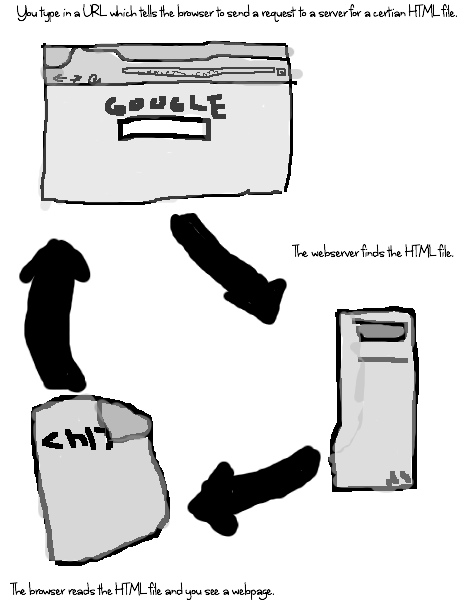 You type in a URL which tells the browser to send a request to a server for a certian HTML file.
GOOGLE
The webserver finds the HTML file.
<h1>
The browser reads the HTML file and you see a webpage.